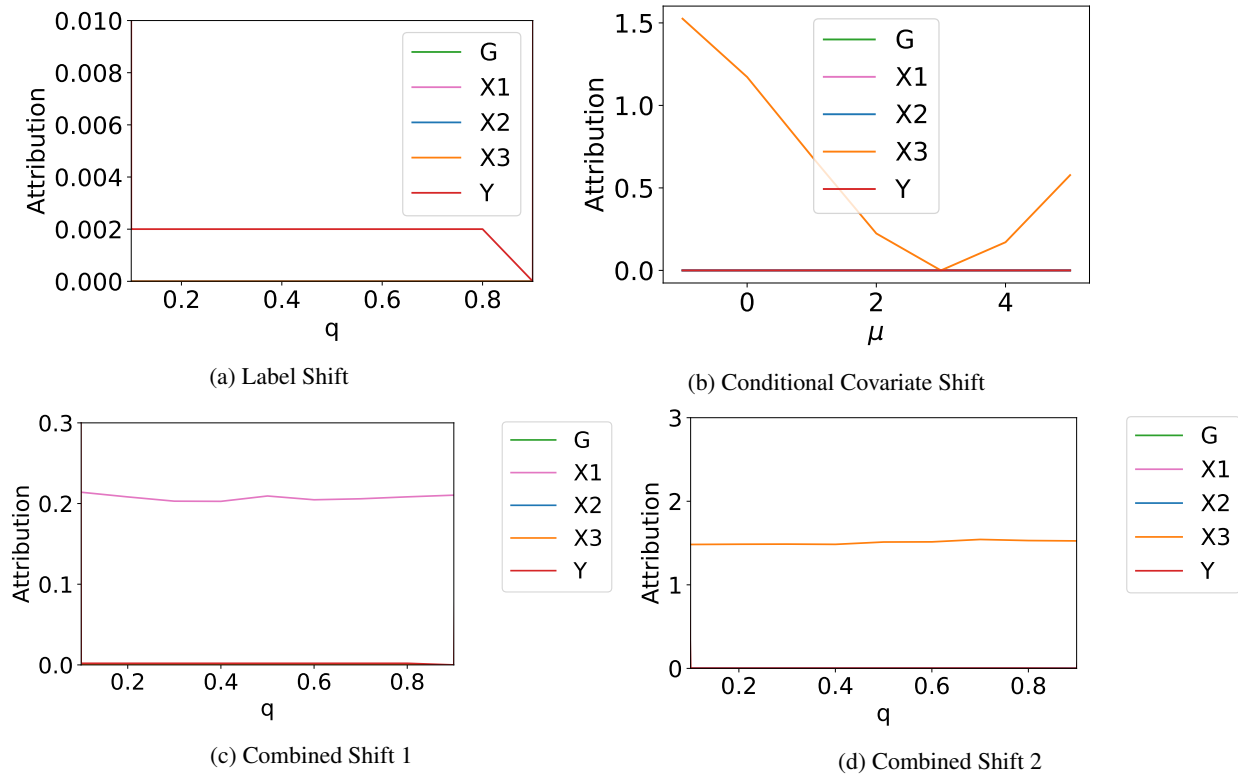 0.010
0.008
0.006
0.004
0.002
0.000
Attribution
0.2 0.4 0.6 0.8
q
G
X1
X2
X3
Y
(a) Label Shift
1.5
1.0
0.5
0.0
Attribution
0 2 4
μ
G
X1
X2
X3
Y
(b) Conditional Covariate Shift
0.3
0.2
0.1
0.0
Attribution
0.2 0.4 0.6 0.8
q
G
X1
X2
X3
Y
(c) Combined Shift 1
3
2
1
0
Attribution
0.2 0.4 0.6 0.8
q
G
X1
X2
X3
Y
(d) Combined Shift 2